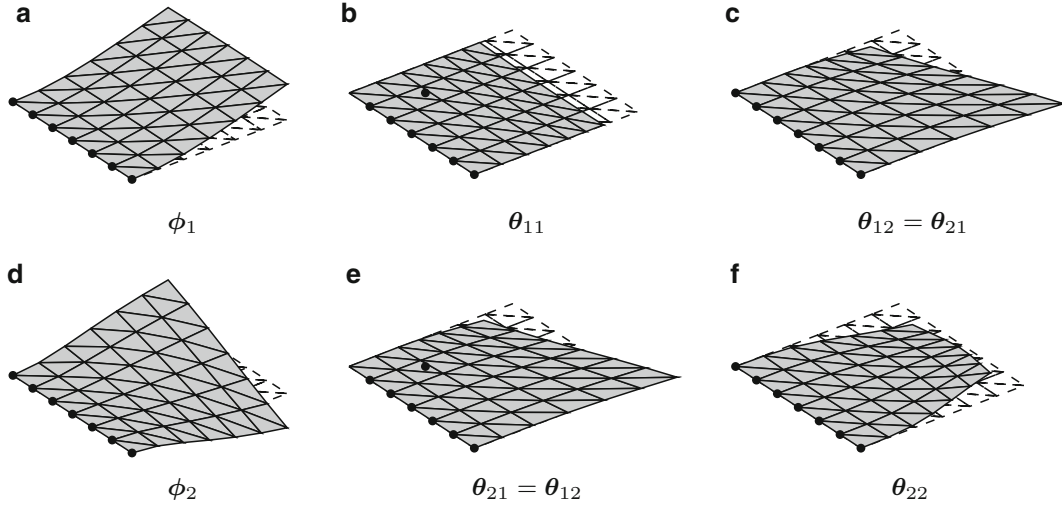 a b c
ϕ₁ θ₁₁ θ₁₂ = θ₂₁
d e f
ϕ₂ θ₂₁ = θ₁₂ θ₂₂